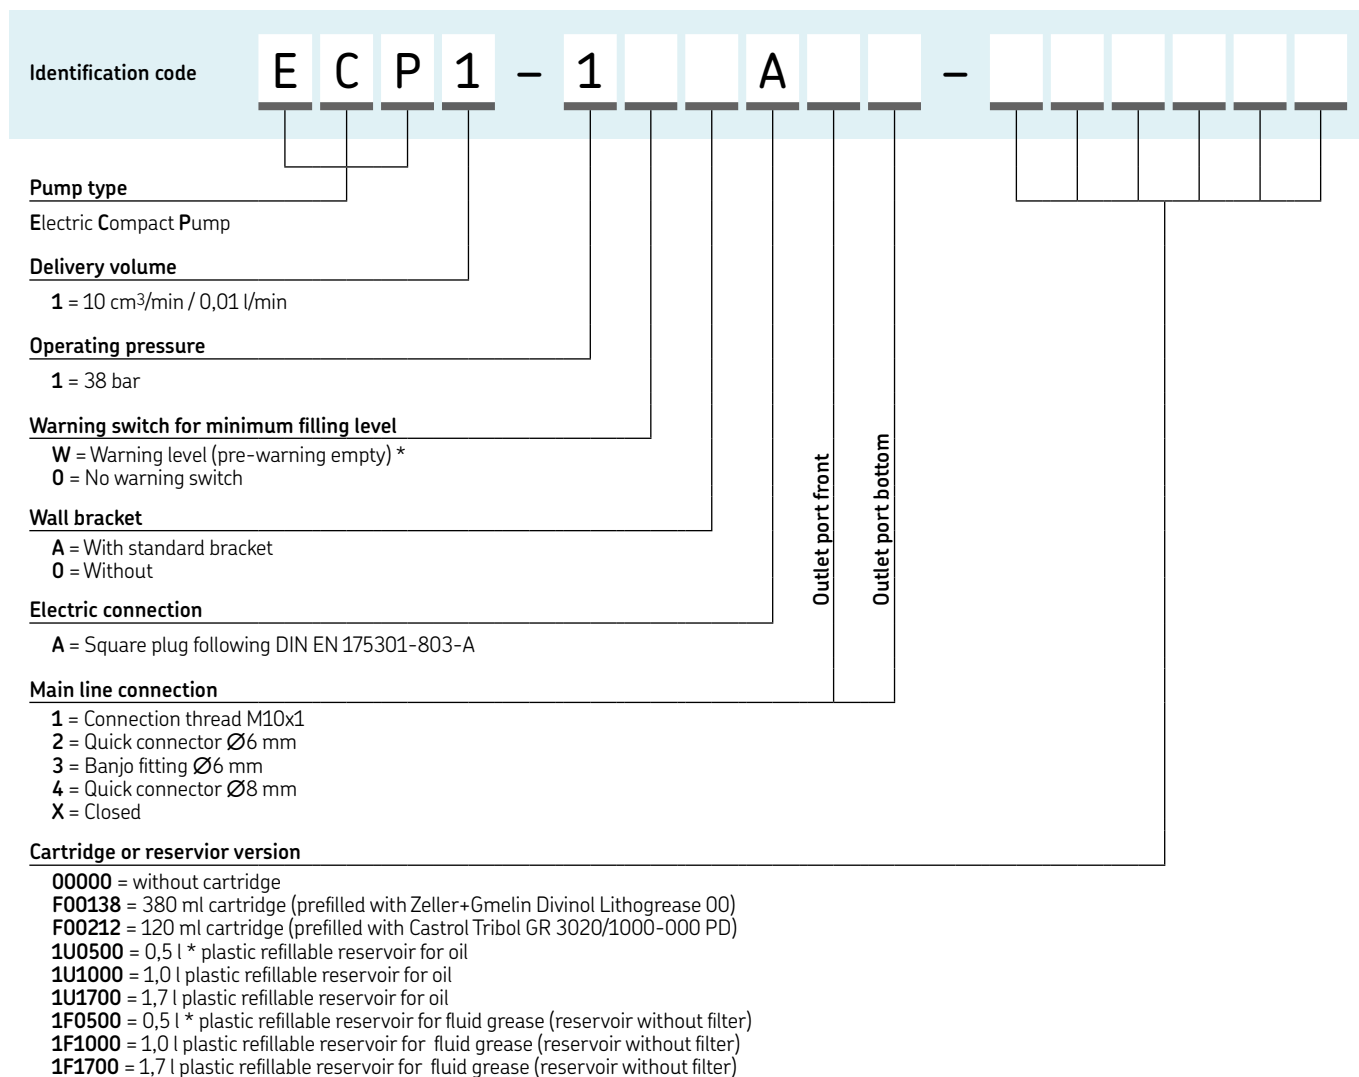 Identification code E C P 1 – 1 A –
Pump type
Electric Compact Pump
Delivery volume
1 = 10 cm³/min / 0,01 l/min
Operating pressure
1 = 38 bar
Warning switch for minimum filling level
W = Warning level (pre-warning empty) *
0 = No warning switch
Wall bracket
A = With standard bracket
0 = Without
Electric connection
A = Square plug following DIN EN 175301-803-A
Outlet port front
Outlet port bottom
Main line connection
1 = Connection thread M10x1
2 = Quick connector Ø6 mm
3 = Banjo fitting Ø6 mm
4 = Quick connector Ø8 mm
X = Closed
Cartridge or reservior version
00000 = without cartridge
F00138 = 380 ml cartridge (prefilled with Zeller+Gmelin Divinol Lithogrease 00)
F00212 = 120 ml cartridge (prefilled with Castrol Tribol GR 3020/1000-000 PD)
1U0500 = 0,5 l * plastic refillable reservoir for oil
1U1000 = 1,0 l plastic refillable reservoir for oil
1U1700 = 1,7 l plastic refillable reservoir for oil
1F0500 = 0,5 l * plastic refillable reservoir for fluid grease (reservoir without filter)
1F1000 = 1,0 l plastic refillable reservoir for fluid grease (reservoir without filter)
1F1700 = 1,7 l plastic refillable reservoir for fluid grease (reservoir without filter)